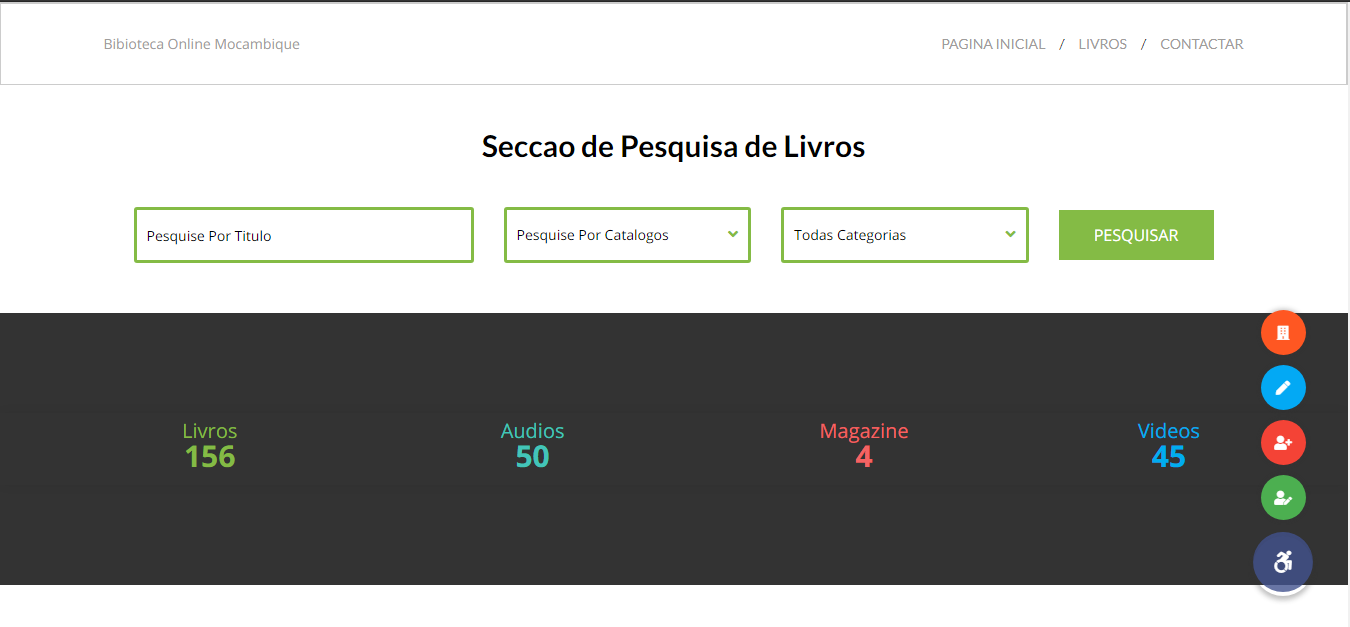 Bibioteca Online Mocambique
PAGINA INICIAL / LIVROS / CONTACTAR
Seccao de Pesquisa de Livros
Pesquise Por Titulo
Pesquise Por Catalogos
Todas Categorias
PESQUISAR
Livros
156
Audios
50
Magazine
4
Videos
45